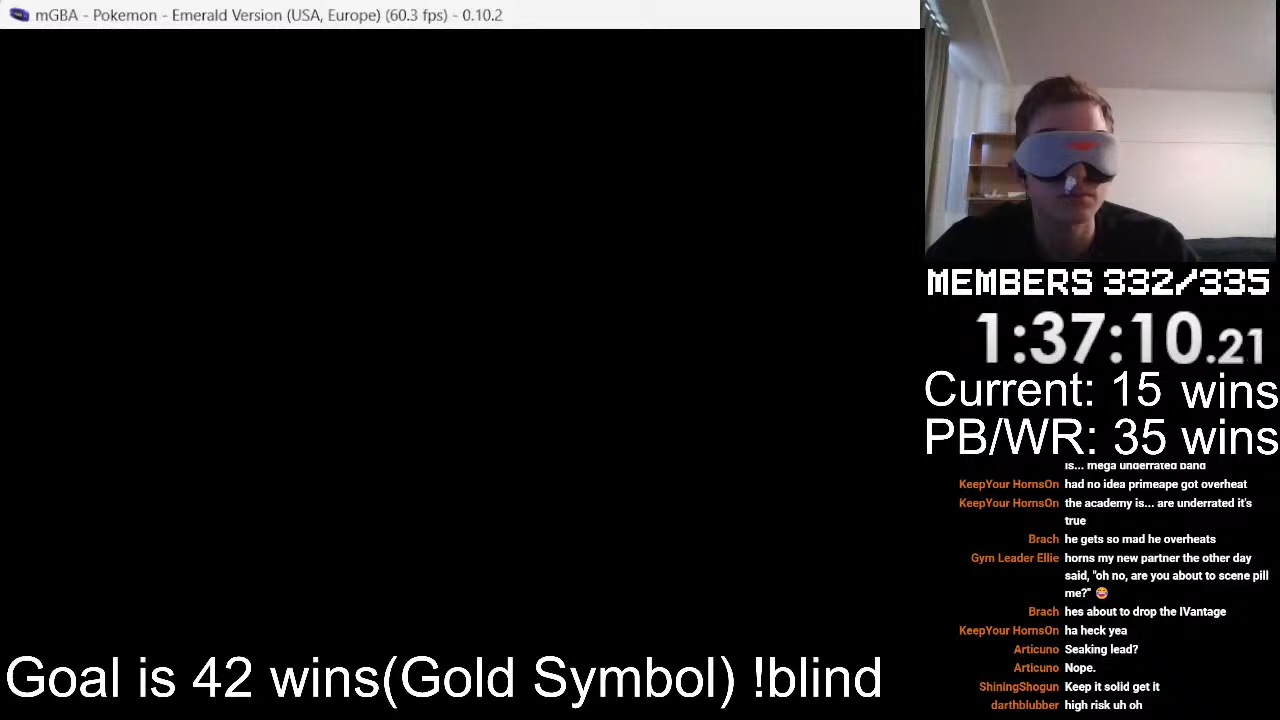 mGBA - Pokemon - Emerald Version (USA, Europe) (60.3 fps) - 0.10.2
MEMBERS 332/335
1:37:10.21
Current: 15 wins
PB/WR: 35 wins
is... mega underrated band
KeepYour HornsOn had no idea primeape got overheat
KeepYour HornsOn the academy is... are underrated it's
true
Brach he gets so mad he overheats
Gym Leader Ellie horns my new partner the other day
said, "oh no, are you about to scene pill
me?" 😂
Brach hes about to drop the IVantage
KeepYour HornsOn ha heck yea
Articuno Seaking lead?
Articuno Nope.
ShiningShogun Keep it solid get it
darthblubber high risk uh oh
Goal is 42 wins(Gold Symbol) !blind